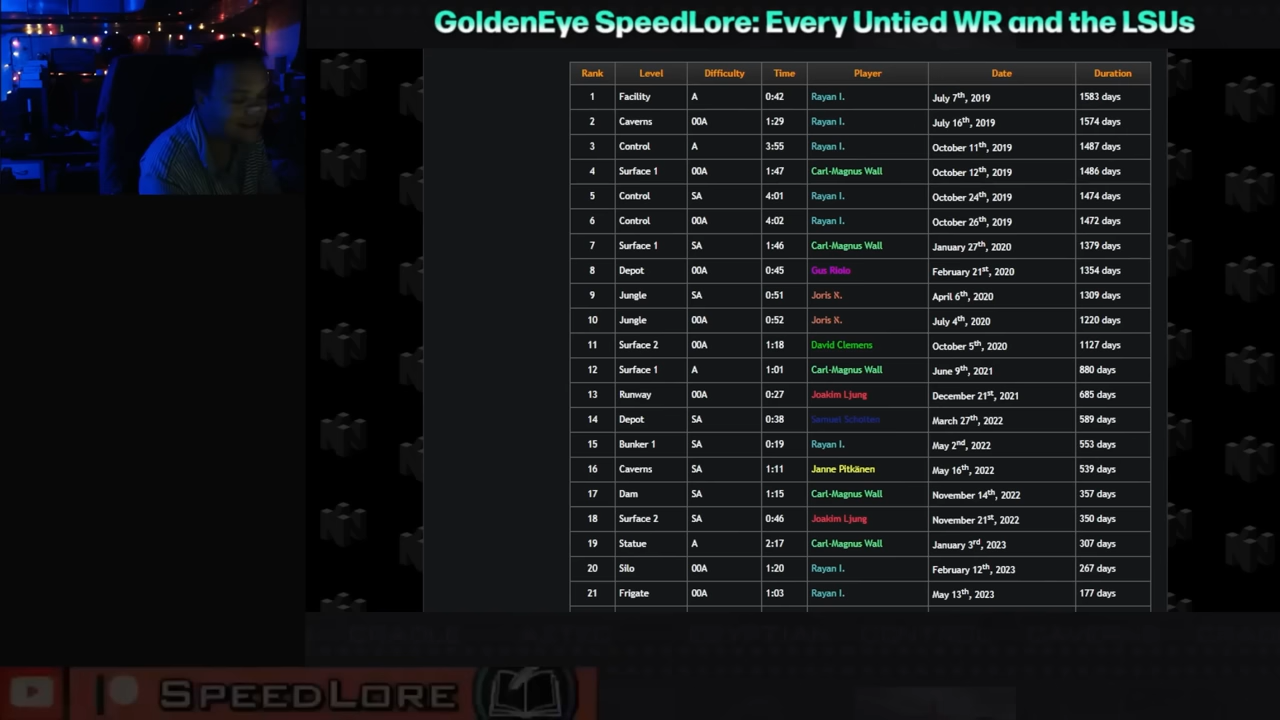 GoldenEye SpeedLore: Every Untied WR and the LSUs
Rank Level Difficulty Time Player Date Duration
1 Facility A 0:42 Rayan I. July 7th, 2019 1583 days
2 Caverns 00A 1:29 Rayan I. July 16th, 2019 1574 days
3 Control A 3:55 Rayan I. October 11th, 2019 1487 days
4 Surface 1 00A 1:47 Carl-Magnus Wall October 12th, 2019 1486 days
5 Control SA 4:01 Rayan I. October 24th, 2019 1474 days
6 Control 00A 4:02 Rayan I. October 26th, 2019 1472 days
7 Surface 1 SA 1:46 Carl-Magnus Wall January 27th, 2020 1379 days
8 Depot 00A 0:45 Gus Rinlo February 21st, 2020 1354 days
9 Jungle SA 0:51 Joris X. April 6th, 2020 1309 days
10 Jungle 00A 0:52 Joris X. July 4th, 2020 1220 days
11 Surface 2 00A 1:18 David Clemens October 5th, 2020 1127 days
12 Surface 1 A 1:01 Carl-Magnus Wall June 9th, 2021 880 days
13 Runway 00A 0:27 Joakim Ljung December 21st, 2021 685 days
14 Depot SA 0:38 Samuel Scholten March 27th, 2022 589 days
15 Bunker 1 SA 0:19 Rayan I. May 2nd, 2022 553 days
16 Caverns SA 1:11 Janne Pitkänen May 16th, 2022 539 days
17 Dam SA 1:15 Carl-Magnus Wall November 14th, 2022 357 days
18 Surface 2 SA 0:46 Joakim Ljung November 21st, 2022 350 days
19 Statue A 2:17 Carl-Magnus Wall January 3rd, 2023 307 days
20 Silo 00A 1:20 Rayan I. February 12th, 2023 267 days
21 Frigate 00A 1:03 Rayan I. May 13th, 2023 177 days
SpeedLore